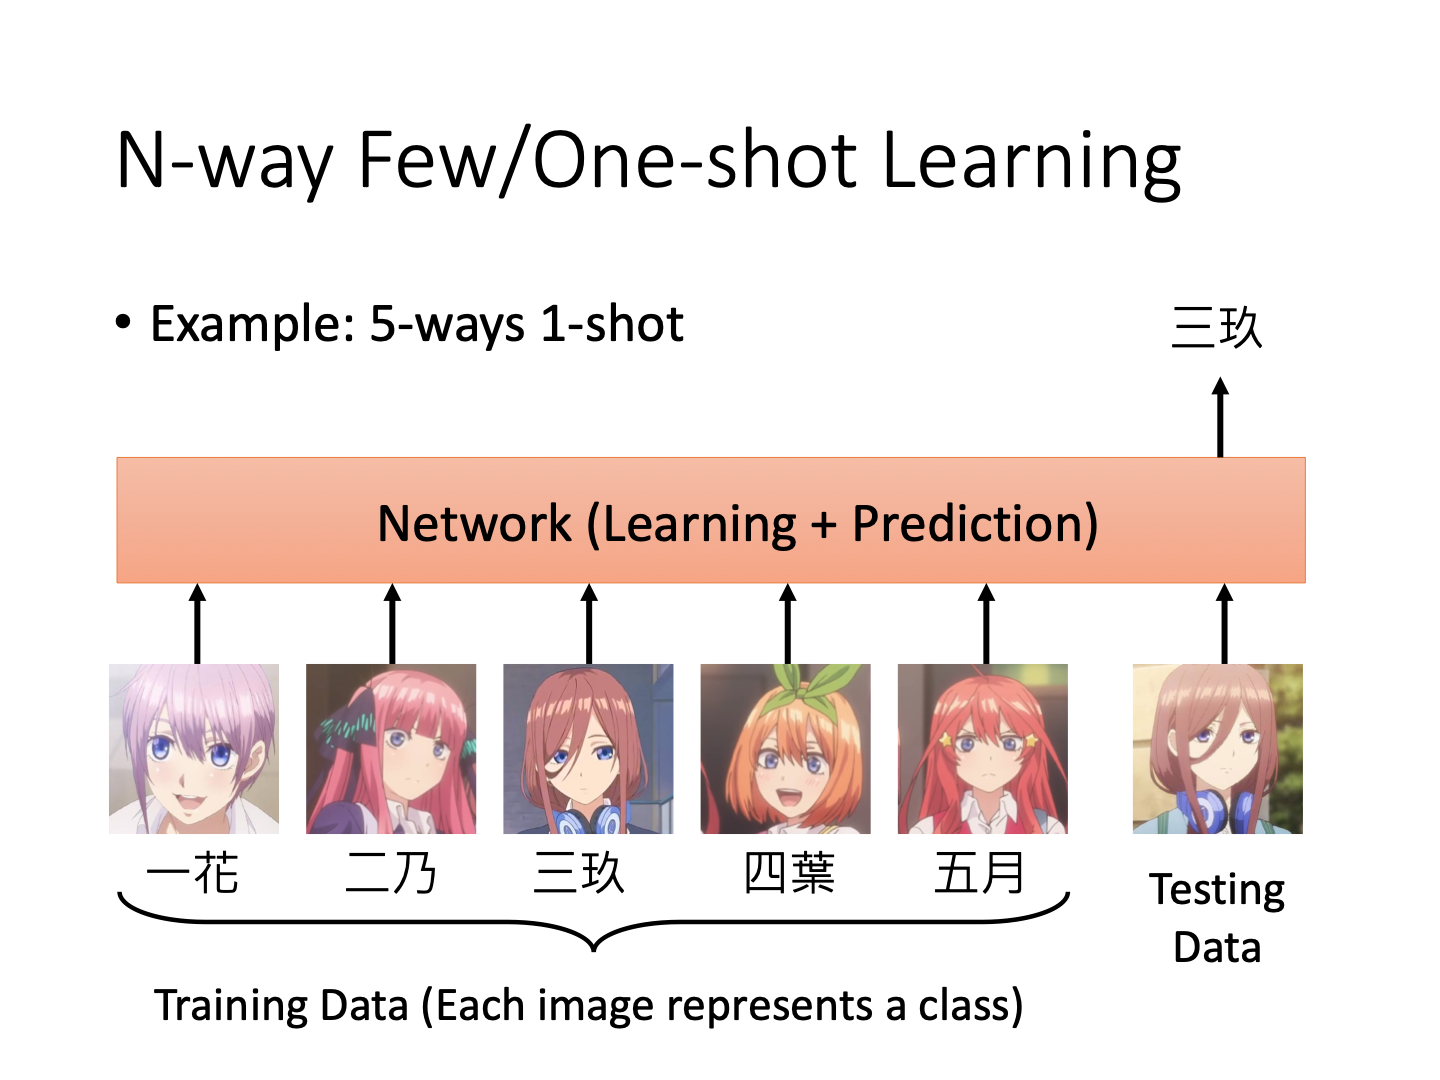 N-way Few/One-shot Learning
• Example: 5-ways 1-shot
三玖
Network (Learning + Prediction)
一花
二乃
三玖
四葉
五月
Testing
Data
Training Data (Each image represents a class)